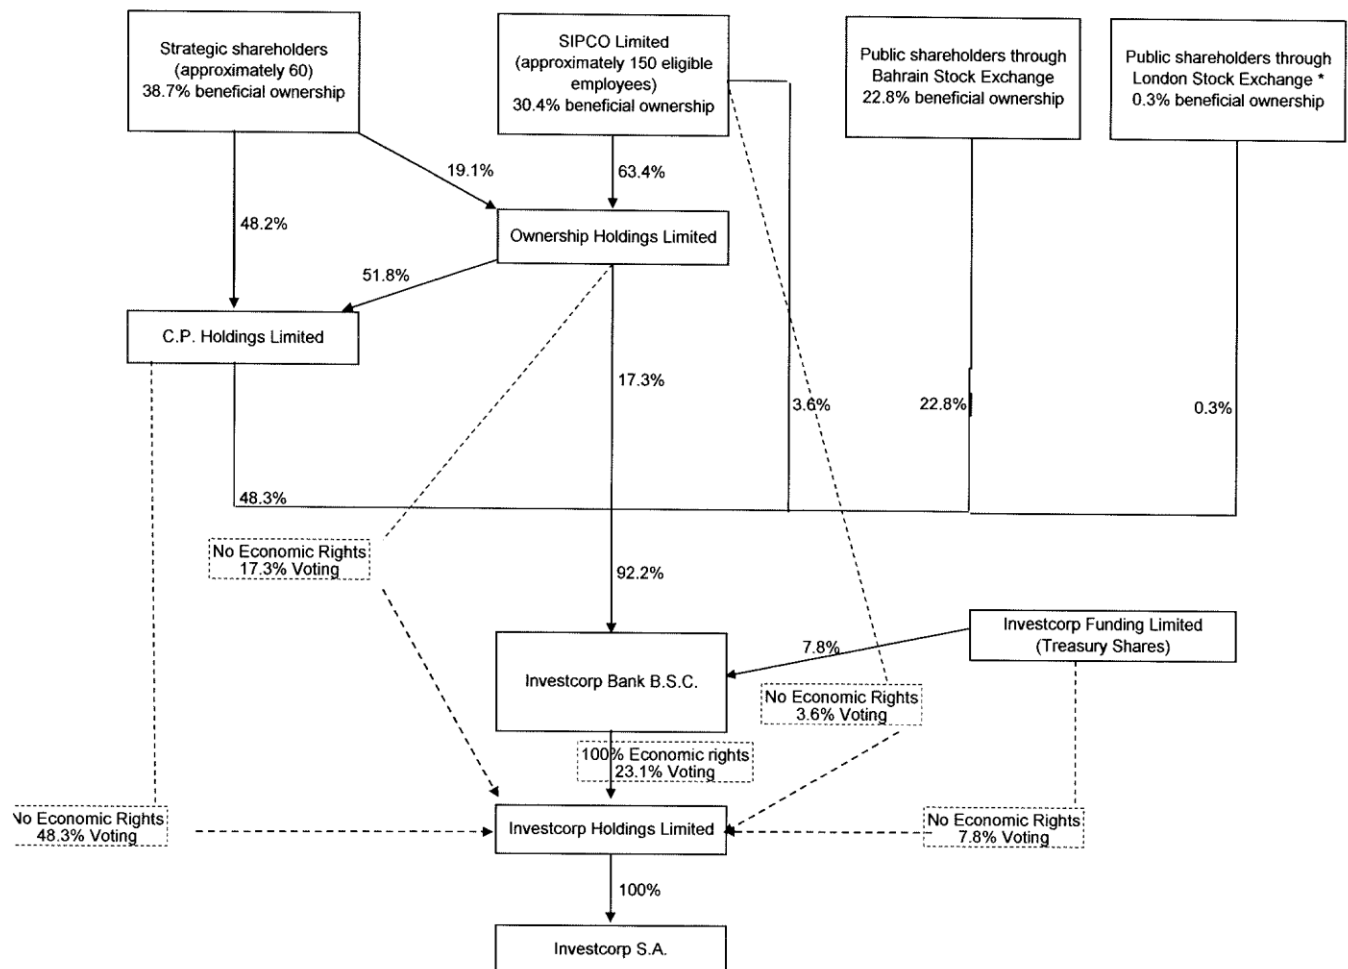 Strategic shareholders
(approximately 60)
38.7% beneficial ownership
SIPCO Limited
(approximately 150 eligible
employees)
30.4% beneficial ownership
Public shareholders through
Bahrain Stock Exchange
22.8% beneficial ownership
Public shareholders through
London Stock Exchange *
0.3% beneficial ownership
19.1%
63.4%
48.2%
Ownership Holdings Limited
51.8%
C.P. Holdings Limited
17.3%
3.6%
22.8%
0.3%
48.3%
No Economic Rights
17.3% Voting
92.2%
Investcorp Funding Limited
(Treasury Shares)
7.8%
Investcorp Bank B.S.C.
No Economic Rights
3.6% Voting
100% Economic rights
23.1% Voting
No Economic Rights
48.3% Voting
Investcorp Holdings Limited
No Economic Rights
7.8% Voting
100%
Investcorp S.A.